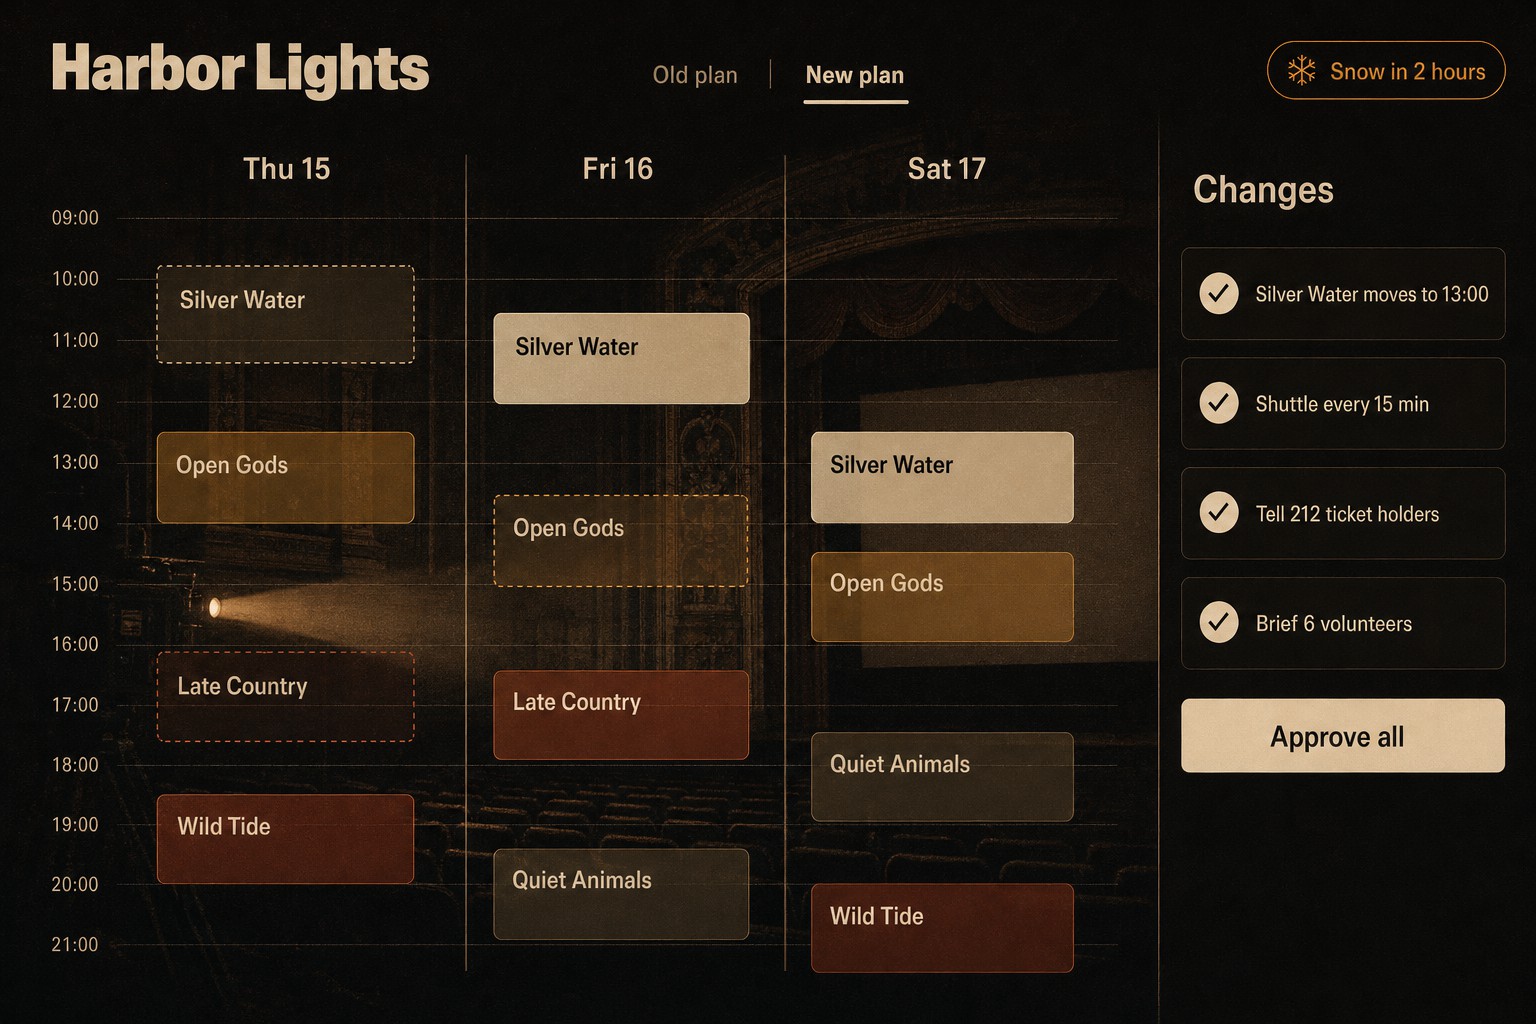 Harbor Lights
Old plan
New plan
Snow in 2 hours
Thu 15
Fri 16
Sat 17
09:00
10:00
11:00
12:00
13:00
14:00
15:00
16:00
17:00
18:00
19:00
20:00
21:00
Silver Water
Open Gods
Late Country
Wild Tide
Silver Water
Open Gods
Late Country
Quiet Animals
Silver Water
Open Gods
Quiet Animals
Wild Tide
Changes
Silver Water moves to 13:00
Shuttle every 15 min
Tell 212 ticket holders
Brief 6 volunteers
Approve all